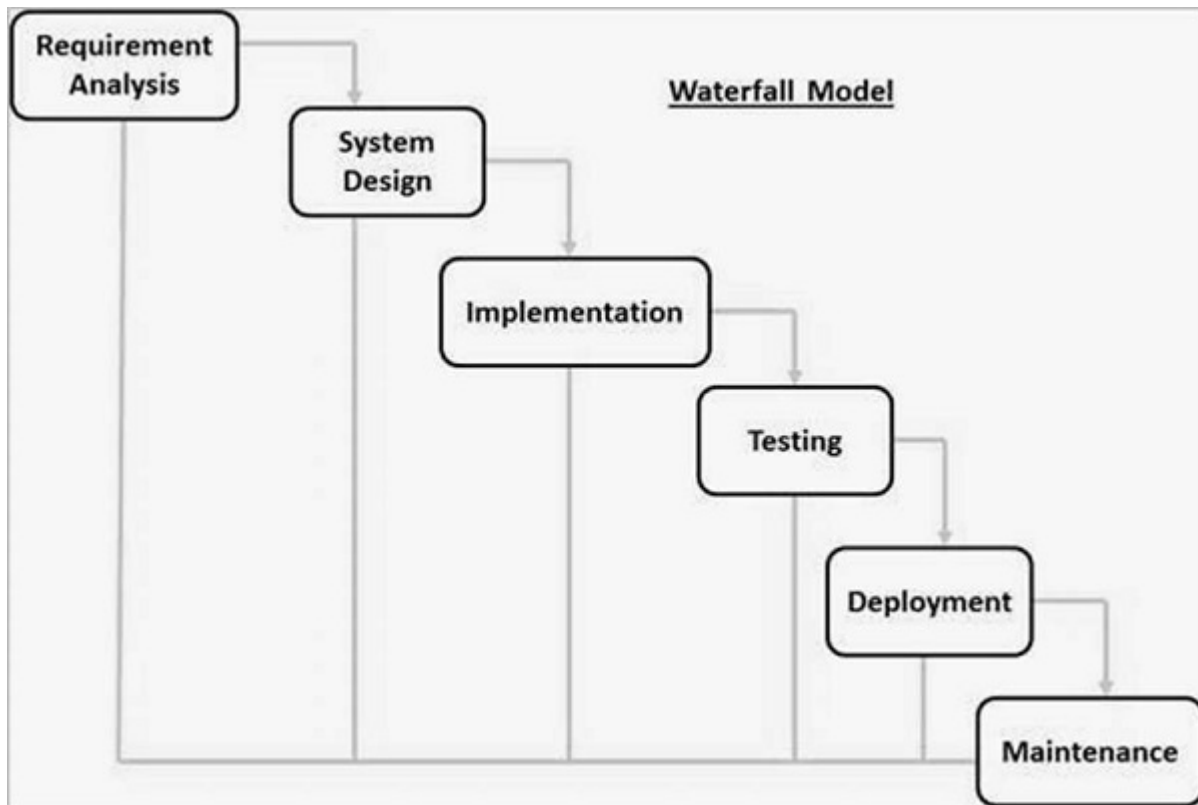 Requirement
Analysis
Waterfall Model
System
Design
Implementation
Testing
Deployment
Maintenance